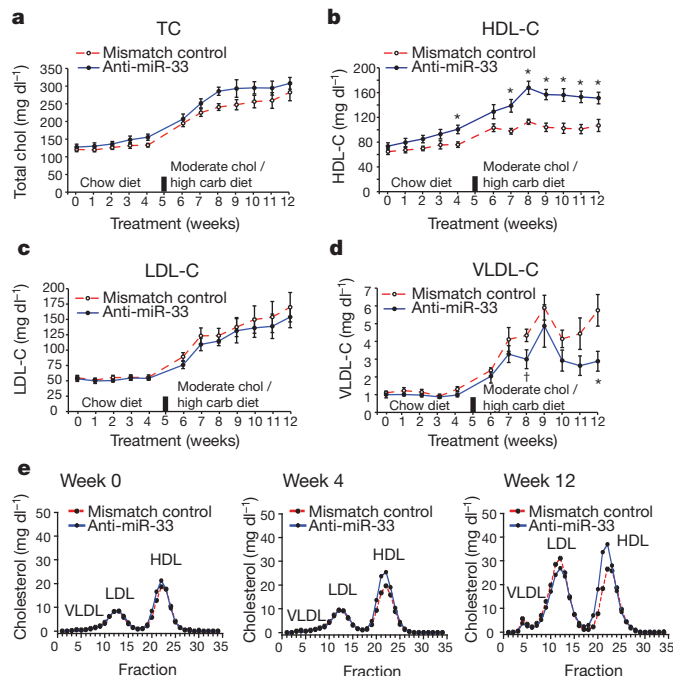 a
TC
Mismatch control
Anti-miR-33
Total chol (mg dl−1)
350
300
250
200
150
100
50
0
Chow diet
Moderate chol /
high carb diet
0 1 2 3 4 5 6 7 8 9 10 11 12
Treatment (weeks)
b
HDL-C
Mismatch control
Anti-miR-33
HDL-C (mg dl−1)
200
160
120
80
40
0
* * * * * * *
Chow diet
Moderate chol /
high carb diet
0 1 2 3 4 5 6 7 8 9 10 11 12
Treatment (weeks)
c
LDL-C
Mismatch control
Anti-miR-33
LDL-C (mg dl−1)
200
175
150
125
100
75
50
25
0
Chow diet
Moderate chol /
high carb diet
0 1 2 3 4 5 6 7 8 9 10 11 12
Treatment (weeks)
d
VLDL-C
Mismatch control
Anti-miR-33
VLDL-C (mg dl−1)
7
6
5
4
3
2
1
0
†
*
Chow diet
Moderate chol /
high carb diet
0 1 2 3 4 5 6 7 8 9 10 11 12
Treatment (weeks)
e
Week 0
Mismatch control
Anti-miR-33
Cholesterol (mg dl−1)
50
40
30
20
10
0
VLDL
LDL
HDL
0 5 10 15 20 25 30 35
Fraction
Week 4
Mismatch control
Anti-miR-33
Cholesterol (mg dl−1)
50
40
30
20
10
0
VLDL
LDL
HDL
0 5 10 15 20 25 30 35
Fraction
Week 12
Mismatch control
Anti-miR-33
Cholesterol (mg dl−1)
50
40
30
20
10
0
VLDL
LDL
HDL
0 5 10 15 20 25 30 35
Fraction